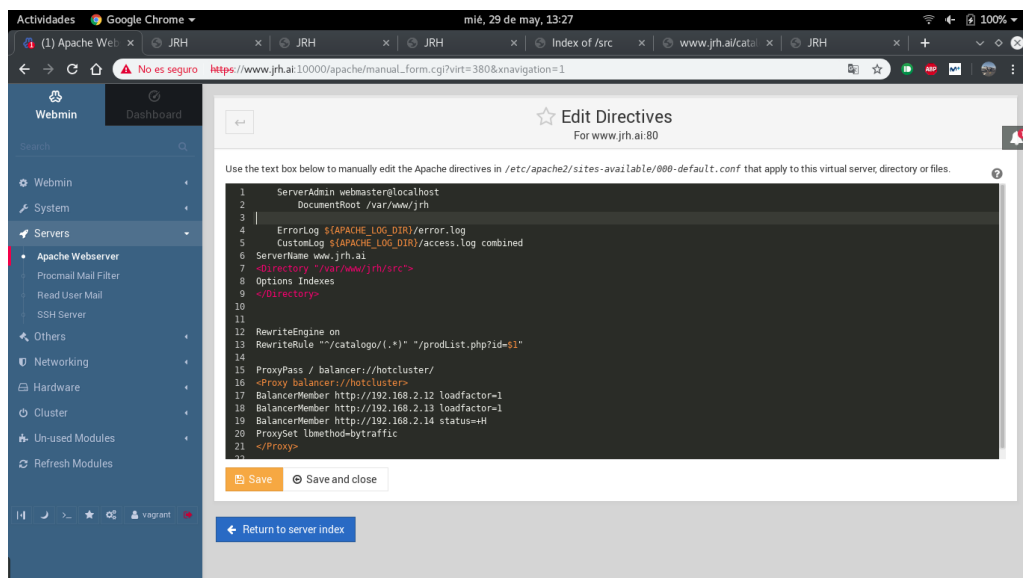 Actividades Google Chrome mié, 29 de may, 13:27 100%
(1) Apache Web JRH JRH JRH Index of /src www.jrh.ai/cata JRH
No es seguro https://www.jrh.ai:10000/apache/manual_form.cgi?virt=380&xnavigation=1
Webmin Dashboard
Search
Webmin
System
Servers
Apache Webserver
Procmail Mail Filter
Read User Mail
SSH Server
Others
Networking
Hardware
Cluster
Un-used Modules
Refresh Modules
vagrant
Edit Directives
For www.jrh.ai:80
Use the text box below to manually edit the Apache directives in /etc/apache2/sites-available/000-default.conf that apply to this virtual server, directory or files.
1 ServerAdmin webmaster@localhost
2 DocumentRoot /var/www/jrh
3
4 ErrorLog ${APACHE_LOG_DIR}/error.log
5 CustomLog ${APACHE_LOG_DIR}/access.log combined
6 ServerName www.jrh.ai
7 <Directory "/var/www/jrh/src">
8 Options Indexes
9 </Directory>
10
11
12 RewriteEngine on
13 RewriteRule "^/catalogo/(.*)" "/prodList.php?id=$1"
14
15 ProxyPass / balancer://hotcluster/
16 <Proxy balancer://hotcluster>
17 BalancerMember http://192.168.2.12 loadfactor=1
18 BalancerMember http://192.168.2.13 loadfactor=1
19 BalancerMember http://192.168.2.14 status=+H
20 ProxySet lbmethod=bytraffic
21 </Proxy>
22
Save Save and close
Return to server index